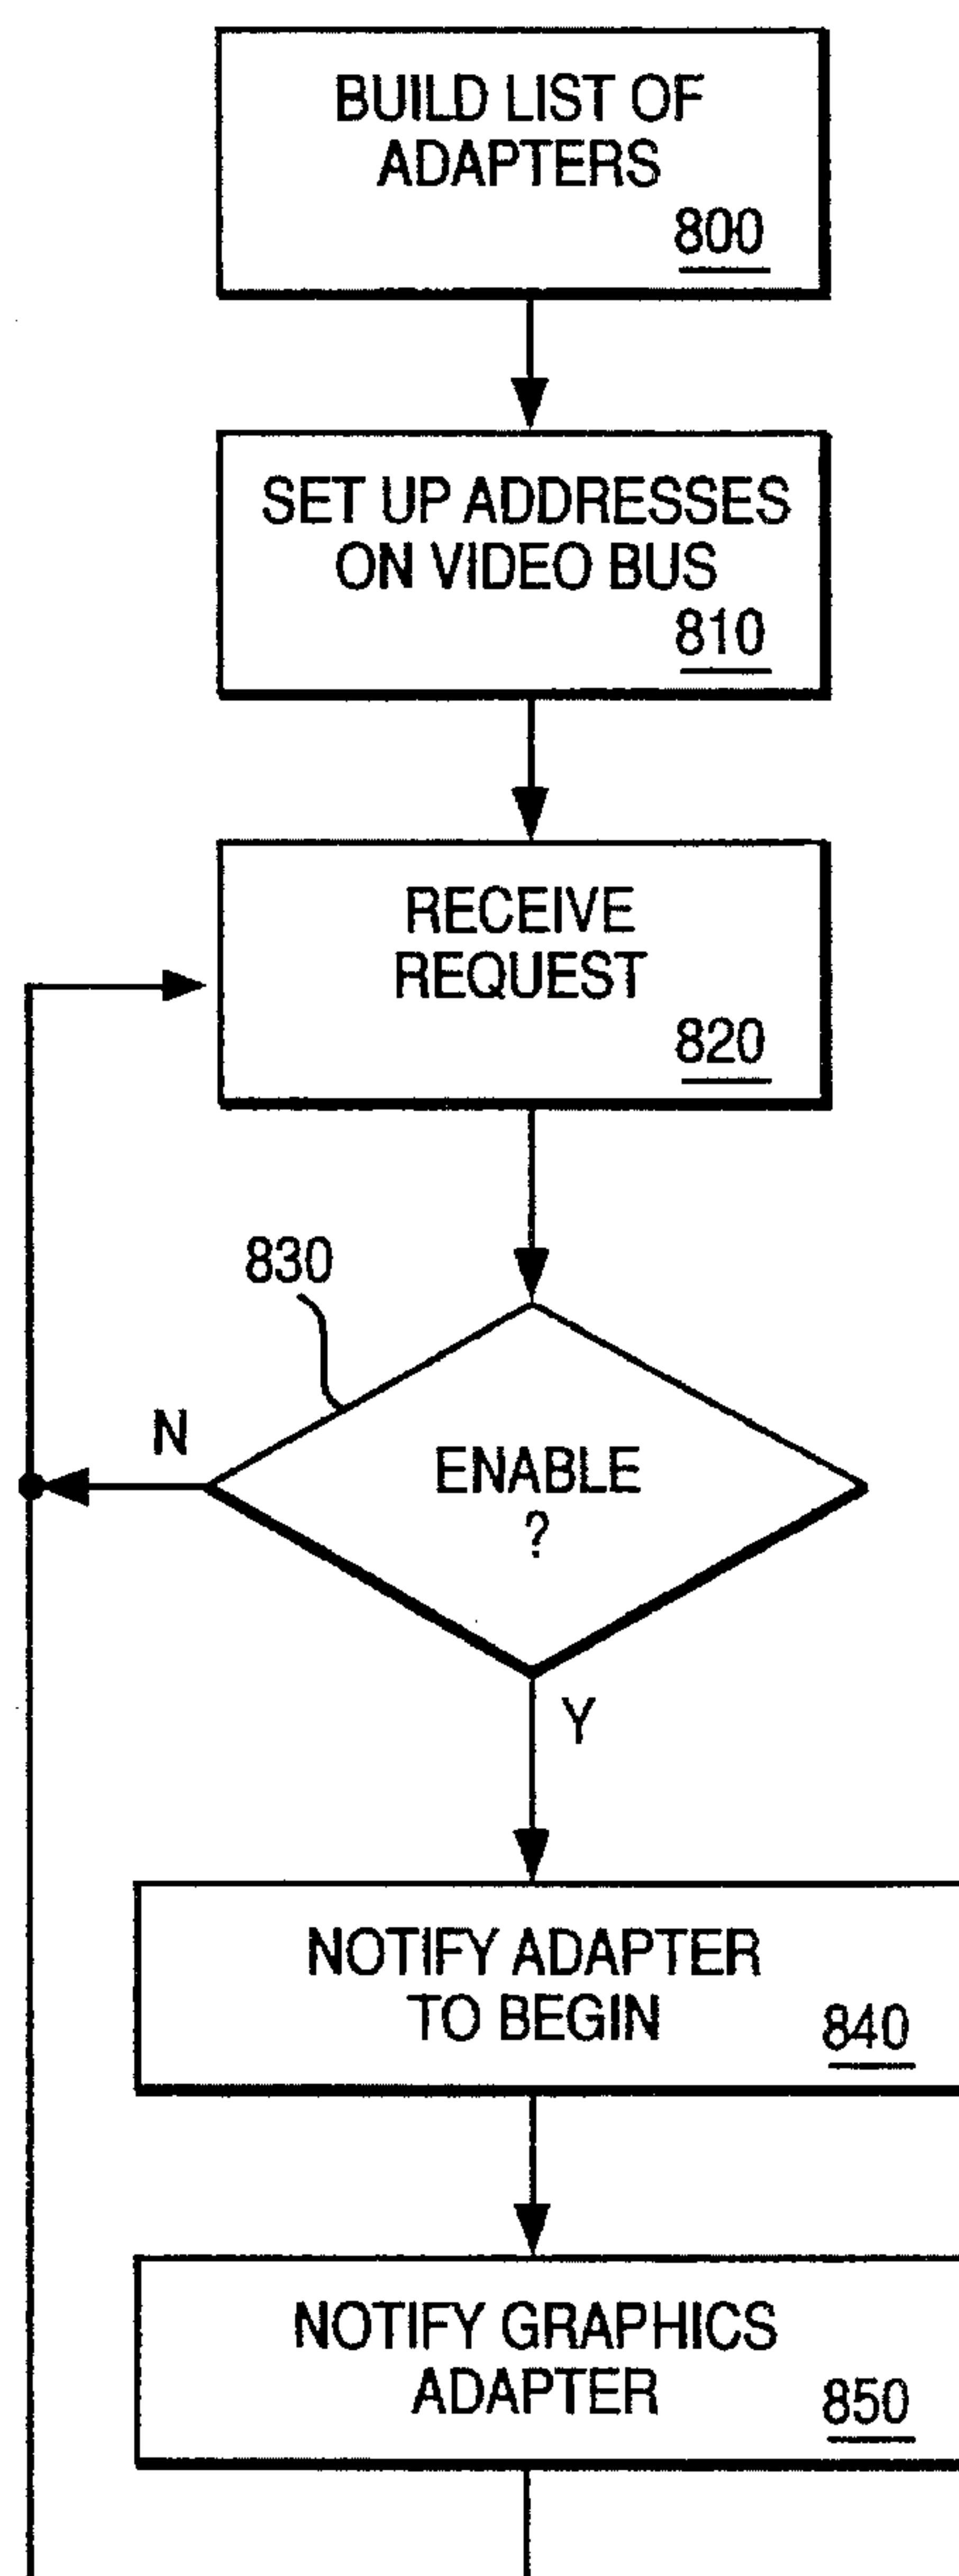 BUILD LIST OF
ADAPTERS
800
SET UP ADDRESSES
ON VIDEO BUS
810
RECEIVE
REQUEST
820
830
N
ENABLE
?
Y
NOTIFY ADAPTER
TO BEGIN
840
NOTIFY GRAPHICS
ADAPTER
850